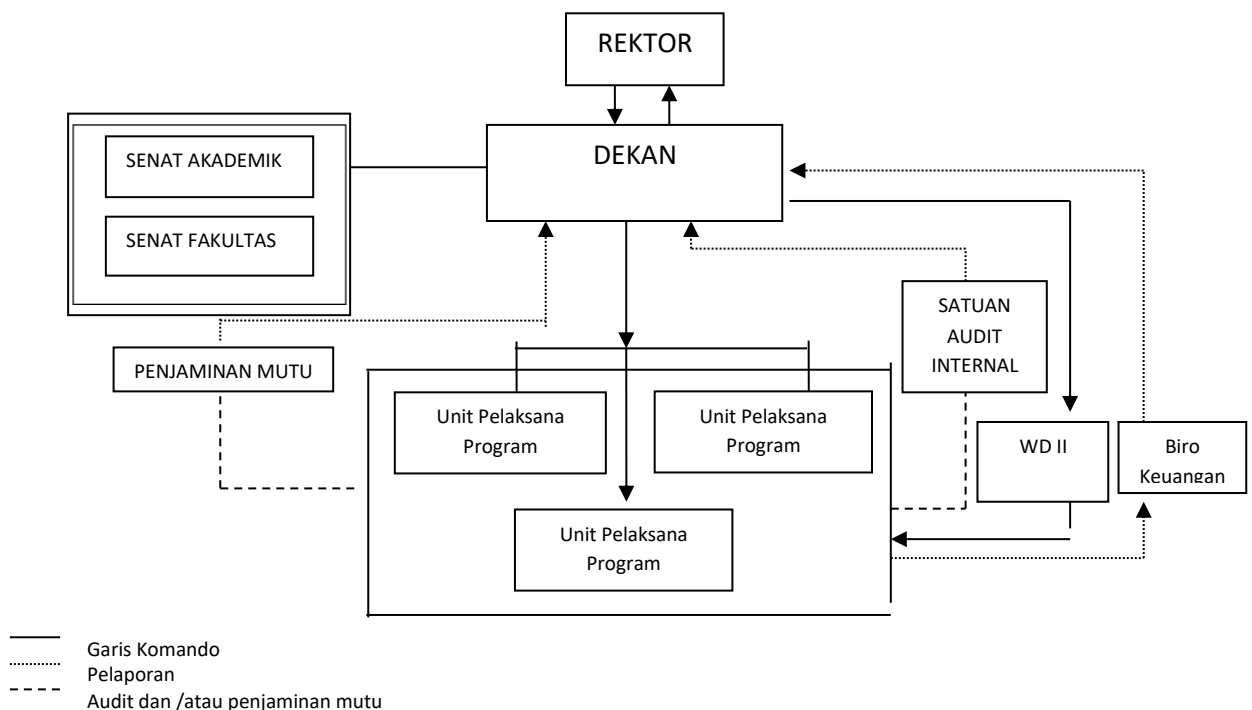 REKTOR
DEKAN
SENAT AKADEMIK
SENAT FAKULTAS
SATUAN
AUDIT
INTERNAL
PENJAMINAN MUTU
Unit Pelaksana
Program
Unit Pelaksana
Program
WD II
Biro
Keuangan
Unit Pelaksana
Program
Garis Komando
Pelaporan
Audit dan /atau penjaminan mutu